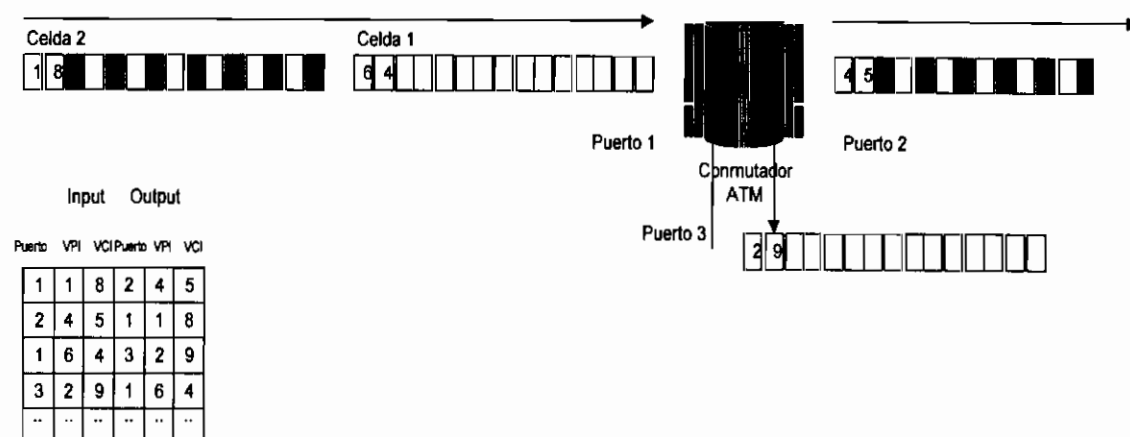 Celda 2
Celda 1
1 8
6 4
4 5
Puerto 1
Puerto 2
Conmutador
ATM
Puerto 3
2 9
Input Output
Puerto VPI VCI Puerto VPI VCI
1 1 8 2 4 5
2 4 5 1 1 8
1 6 4 3 2 9
3 2 9 1 6 4
.. .. .. .. .. ..